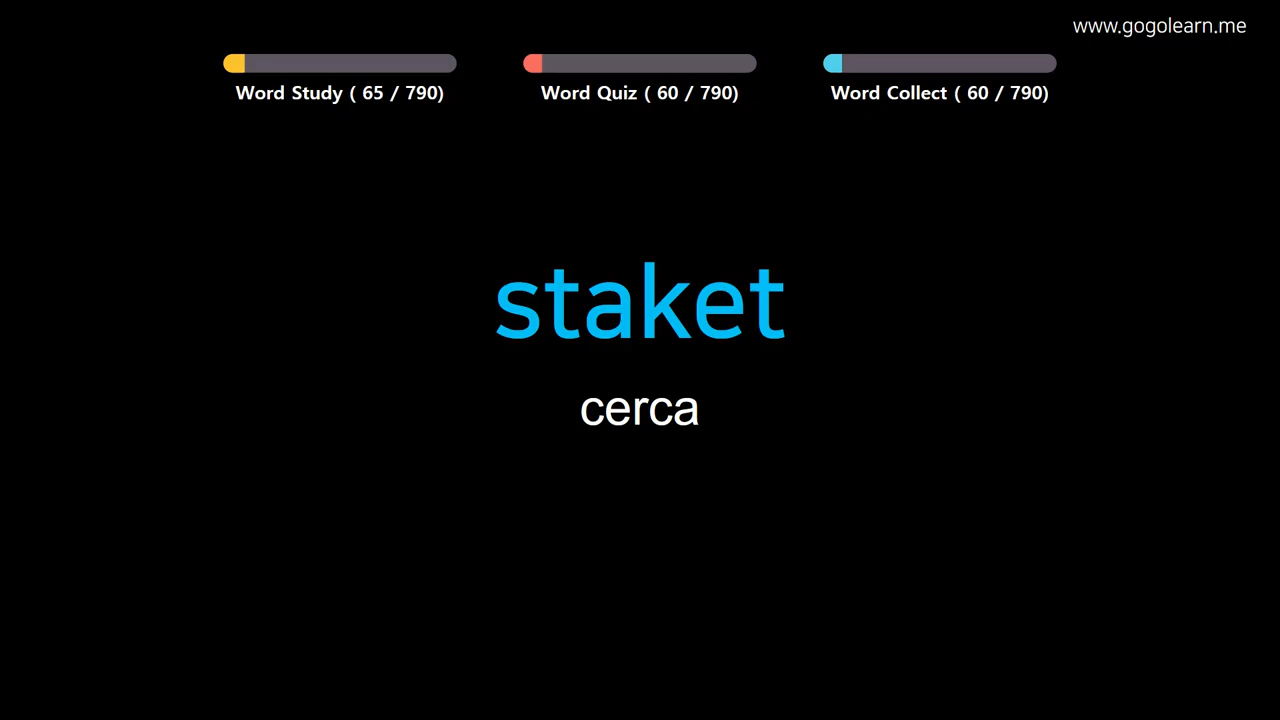 www.gogolearn.me
Word Study ( 65 / 790)
Word Quiz ( 60 / 790)
Word Collect ( 60 / 790)
staket
cerca